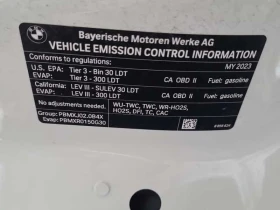 Bayerische Motoren Werke AG
VEHICLE EMISSION CONTROL INFORMATION
Conforms to regulations: MY 2023
U.S. EPA: Tier 3 - Bin 30 LDT CA OBD II Fuel: gasoline
EVAP: Tier 3 - 300 LDT
California: LEV III - SULEV 30 LDT CA OBD II Fuel: gasoline
EVAP: LEV III - 300 LDT
Group: PBMXJ02.0B4X WU-TWC, TWC, WR-HO2S,
Evap: PBMXR0150G30 HO2S, DFI, TC, CAC